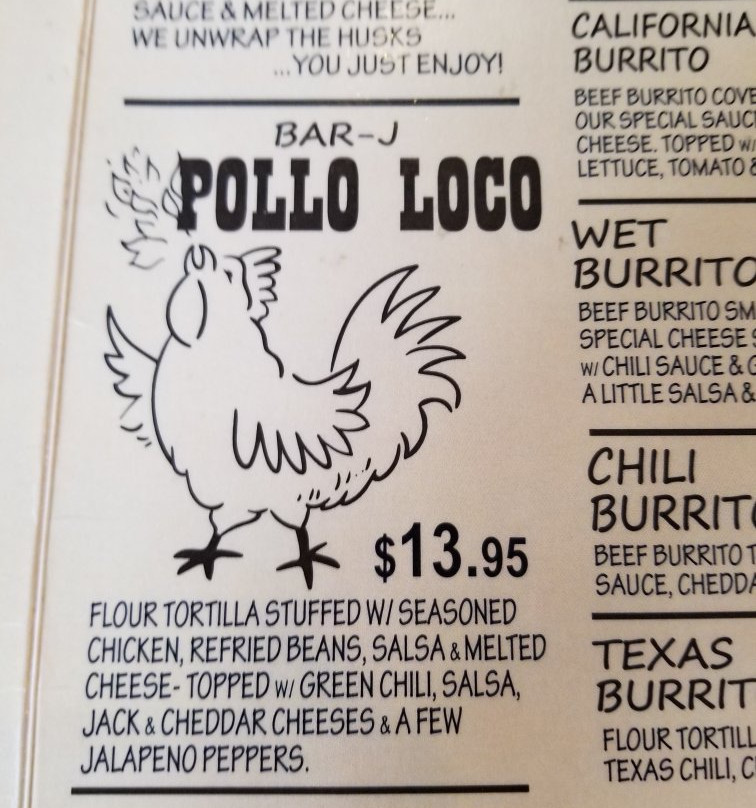 SAUCE & MELTED CHEESE...
WE UNWRAP THE HUSKS
...YOU JUST ENJOY!
BAR-J
POLLO LOCO
$13.95
FLOUR TORTILLA STUFFED W/ SEASONED
CHICKEN, REFRIED BEANS, SALSA & MELTED
CHEESE- TOPPED W/ GREEN CHILI, SALSA,
JACK & CHEDDAR CHEESES & A FEW
JALAPENO PEPPERS.
CALIFORNIA
BURRITO
BEEF BURRITO
OUR SPECIAL
CHEESE. TOPPED W/
LETTUCE, TOMATO &
WET
BURRITO
BEEF BURRITO
SPECIAL CHEESE
W/ CHILI SAUCE &
A LITTLE SALSA &
CHILI
BEEF BURRITO
SAUCE,
TEXAS
FLOUR
TEXAS CHILI,